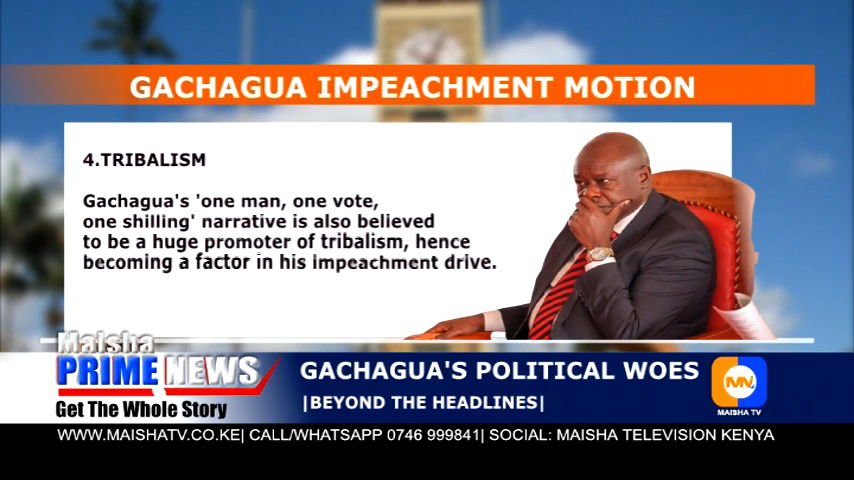 GACHAGUA IMPEACHMENT MOTION
4.TRIBALISM
Gachagua's 'one man, one vote,
one shilling' narrative is also believed
to be a huge promoter of tribalism, hence
becoming a factor in his impeachment drive.
Maisha
PRIME NEWS
Get The Whole Story
GACHAGUA'S POLITICAL WOES
|BEYOND THE HEADLINES|
MN
MAISHA TV
WWW.MAISHATV.CO.KE| CALL/WHATSAPP 0746 999841| SOCIAL: MAISHA TELEVISION KENYA